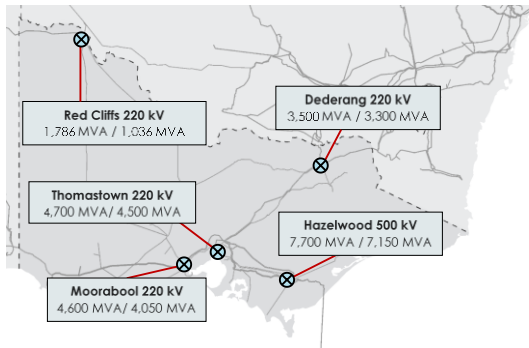 Red Cliffs 220 kV
1,786 MVA / 1,036 MVA
Dederang 220 kV
3,500 MVA / 3,300 MVA
Thomastown 220 kV
4,700 MVA/ 4,500 MVA
Hazelwood 500 kV
7,700 MVA / 7,150 MVA
Moorabool 220 kV
4,600 MVA/ 4,050 MVA